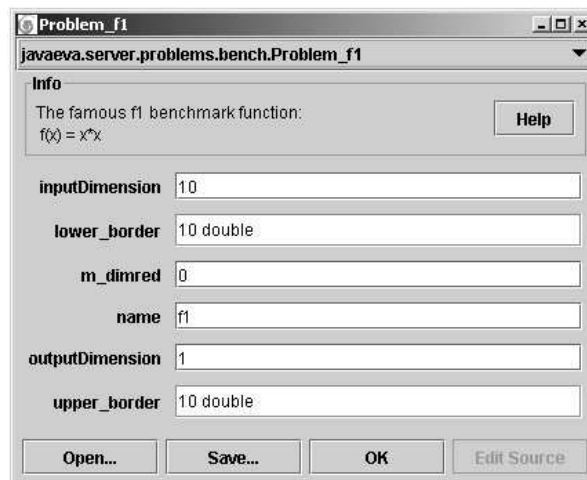 Problem_f1
javaeva.server.problems.bench.Problem_f1
Info
The famous f1 benchmark function:
f(x) = x*x
Help
inputDimension 10
lower_border 10 double
m_dimred 0
name f1
outputDimension 1
upper_border 10 double
Open... Save... OK Edit Source